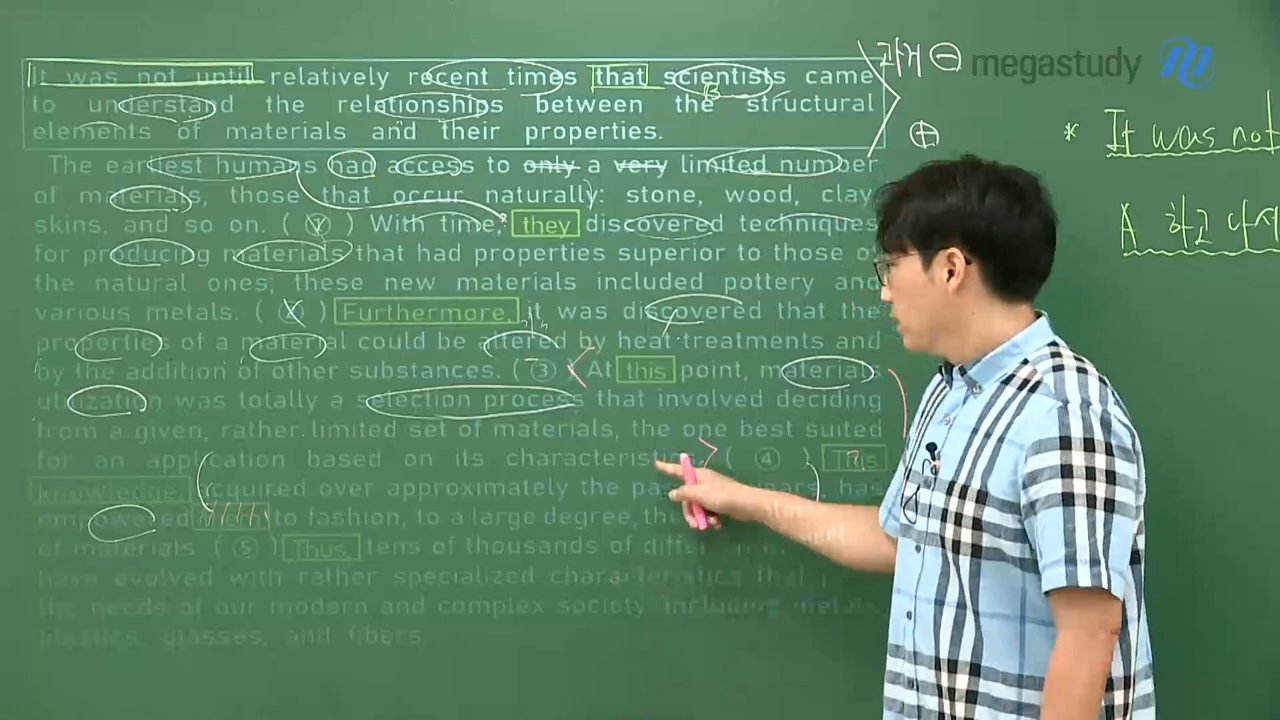 It was not until relatively recent times that scientists came
to understand the relationships between the structural
elements of materials and their properties.
The earliest humans had access to only a very limited number
of materials, those that occur naturally: stone, wood, clay
skins, and so on. ( ) With time, they discovered techniques
for producing materials that had properties superior to those of
the natural ones; these new materials included pottery and
various metals. ( ) Furthermore, it was discovered that the
properties of a material could be altered by heat treatments and
by the addition of other substances. ( ③ ) At this point, materials
utilization was totally a selection process that involved deciding
from a given, rather limited set of materials, the one best suited
for an application based on its characteristics. ( ④ ) This
knowledge, acquired over approximately the past years has
empowered them to fashion, to a large degree, the
of materials ( ⑤ ) Thus, tens of thousands of
have evolved with rather specialized characteristics that
the needs of our modern and complex society including metals
plastics, glasses, and fibers.
과거 ⊖
⊕
megastudy
* It was not
A 하고 나서